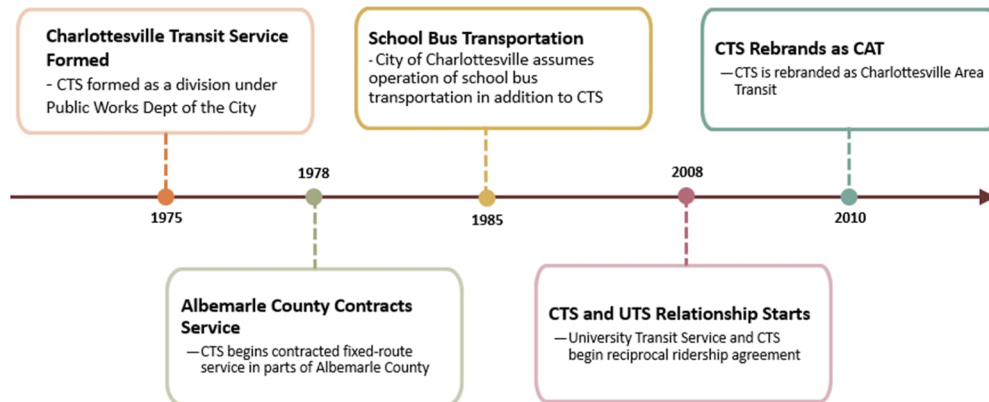 Charlottesville Transit Service
Formed
- CTS formed as a division under
Public Works Dept of the City
School Bus Transportation
- City of Charlottesville assumes
operation of school bus
transportation in addition to CTS
CTS Rebrands as CAT
—CTS is rebranded as Charlottesville Area
Transit
1975
1978
1985
2008
2010
Albemarle County Contracts
Service
—CTS begins contracted fixed-route
service in parts of Albemarle County
CTS and UTS Relationship Starts
—University Transit Service and CTS
begin reciprocal ridership agreement